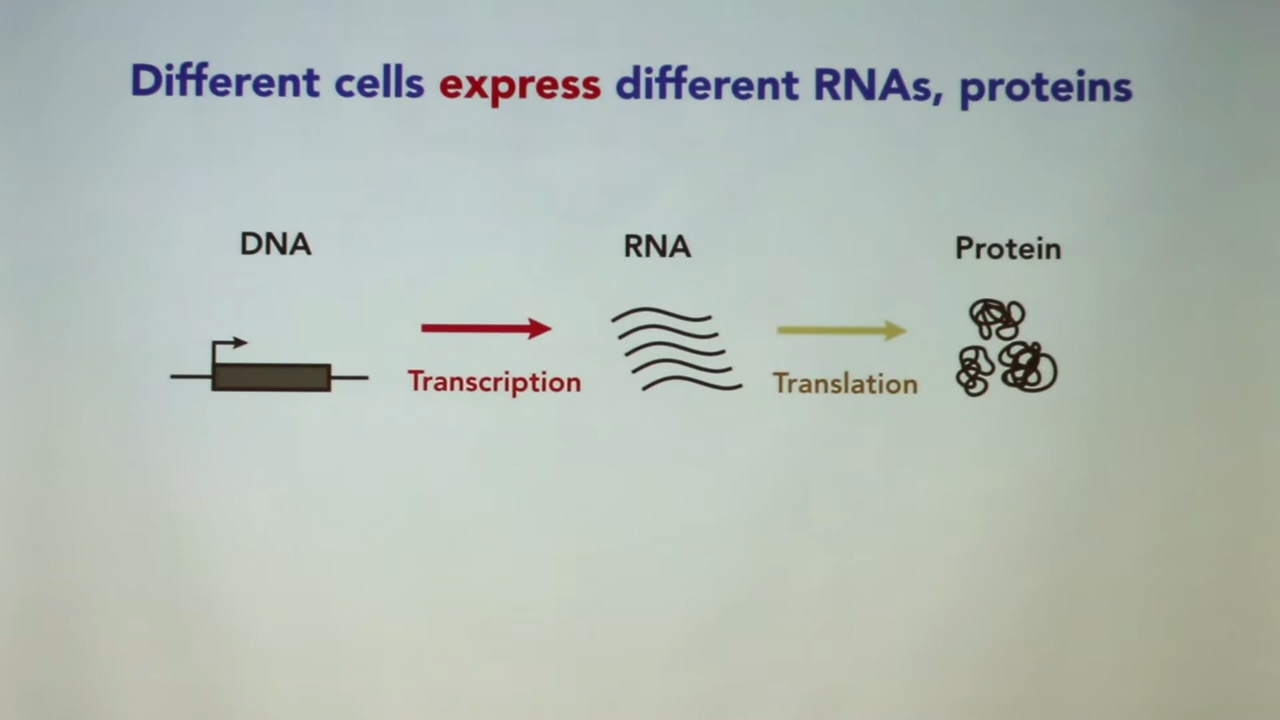 Different cells express different RNAs, proteins
DNA
RNA
Protein
Transcription
Translation